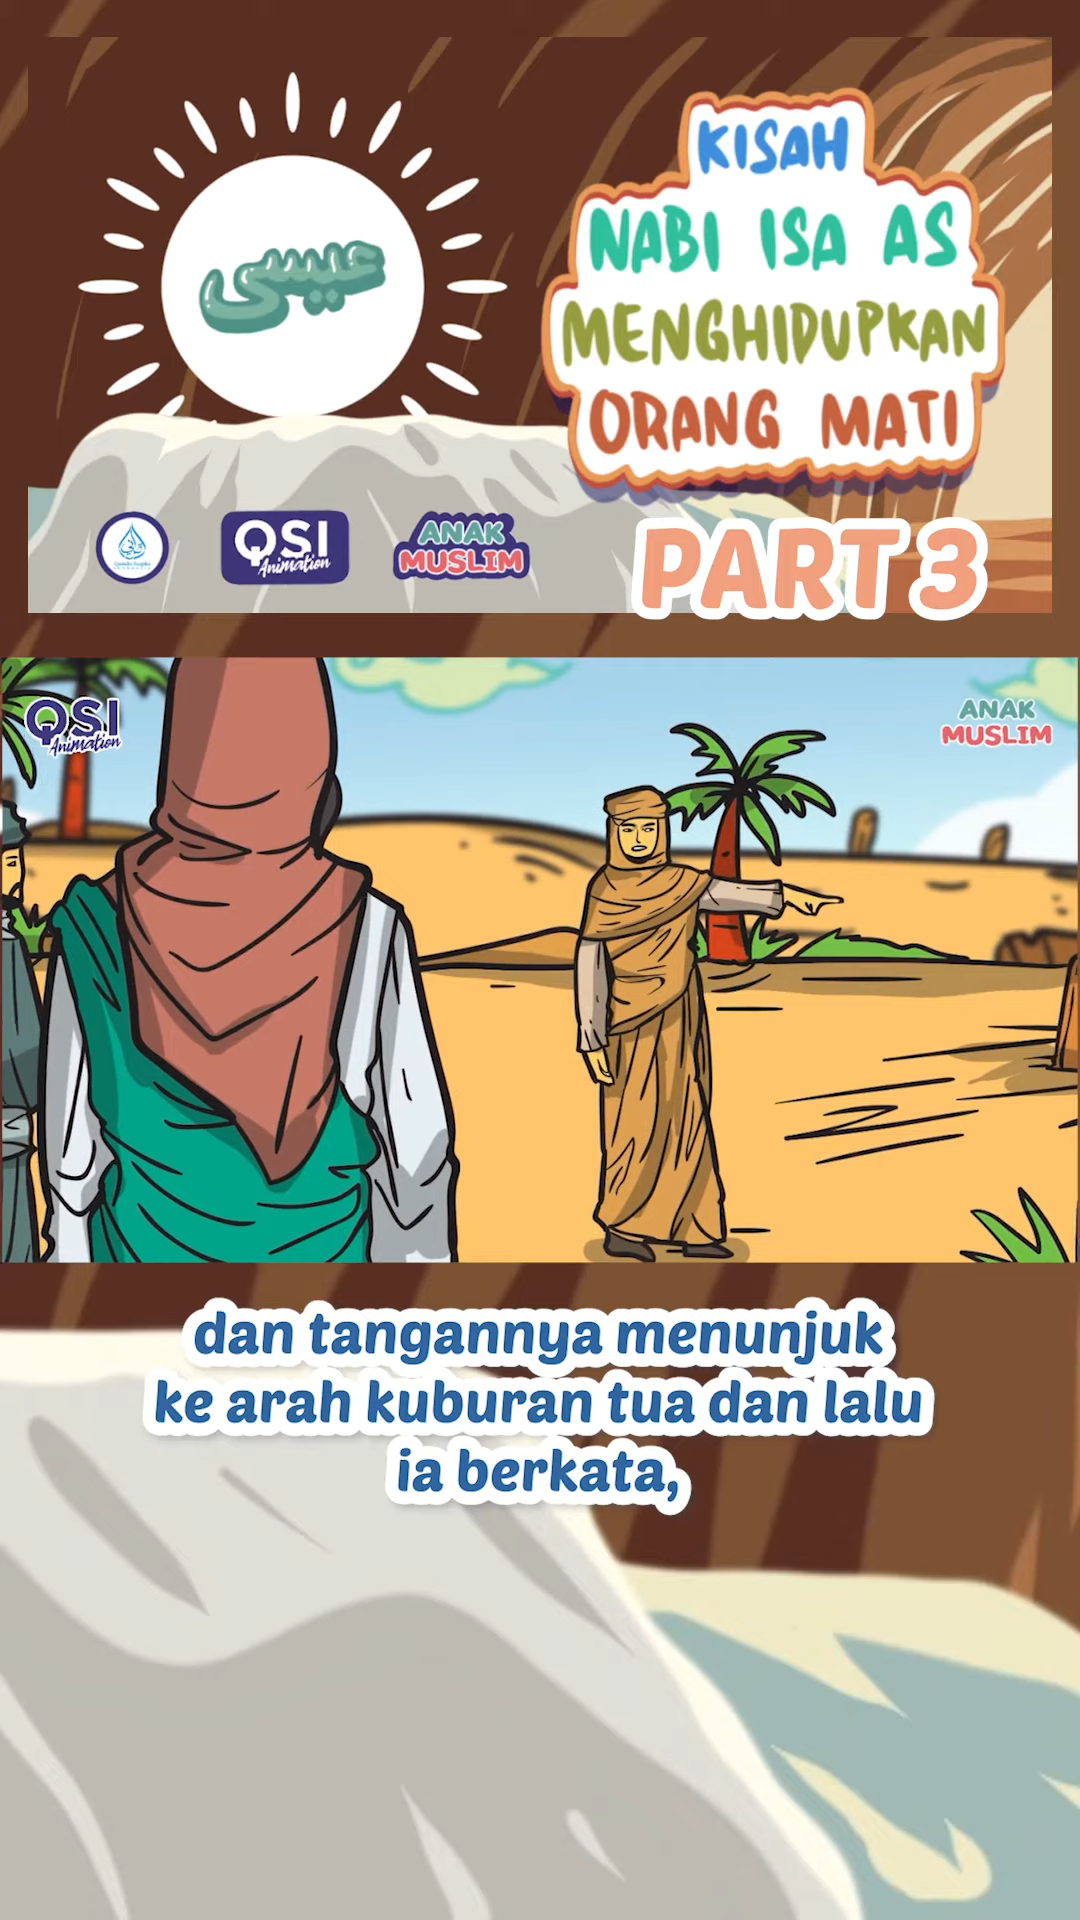 عيسى
KISAH
NABI ISA AS
MENGHIDUPKAN
ORANG MATI
QSI
Animation
ANAK
MUSLIM
PART 3
QSI
Animation
ANAK
MUSLIM
dan tangannya menunjuk
ke arah kuburan tua dan lalu
ia berkata,